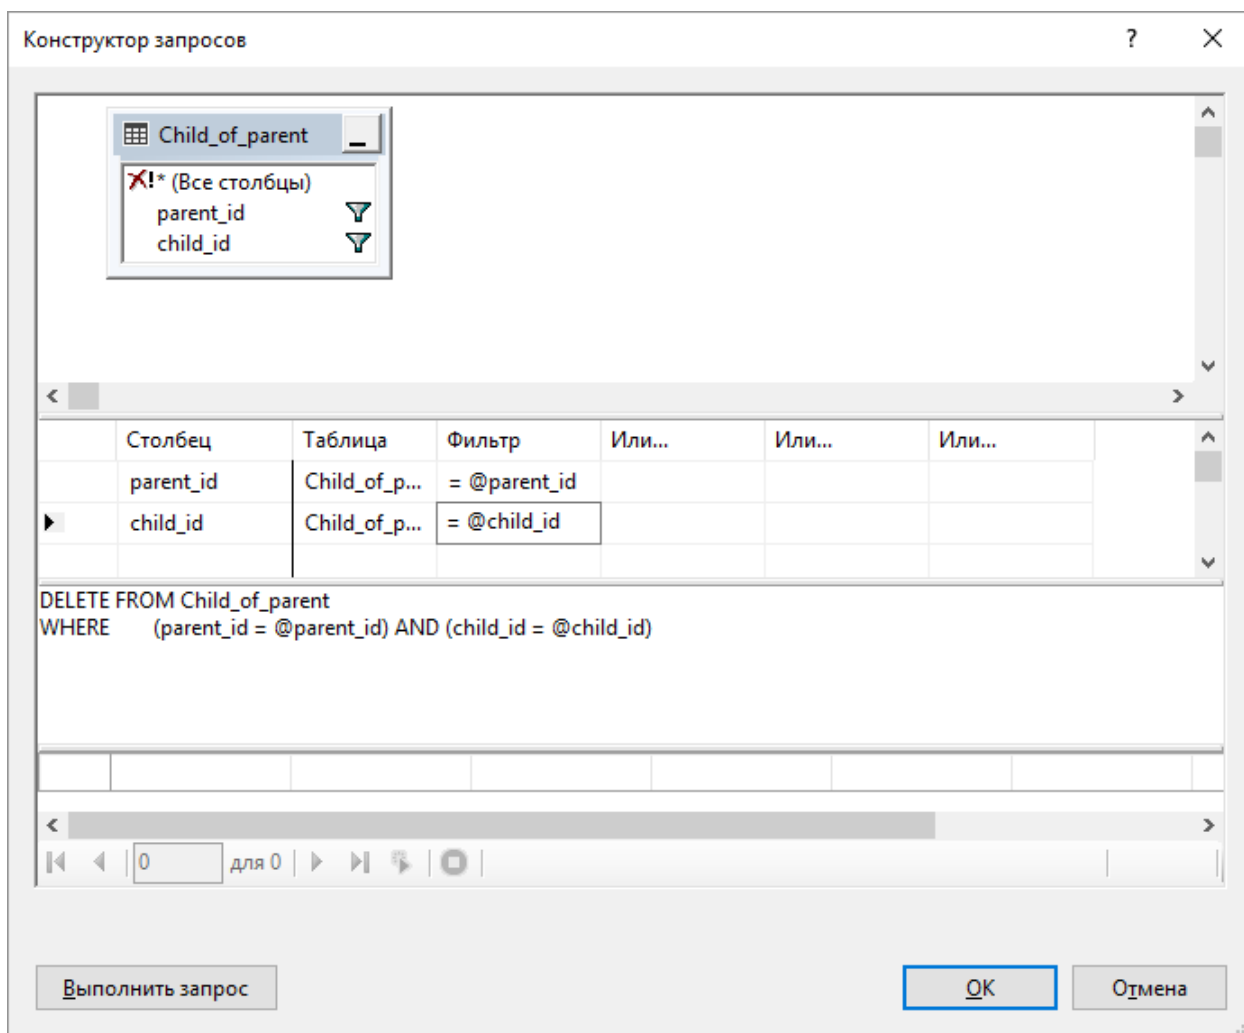 Конструктор запросов
?
Child_of_parent
* (Все столбцы)
parent_id
child_id
Столбец Таблица Фильтр Или... Или... Или...
parent_id Child_of_p... = @parent_id
child_id Child_of_p... = @child_id
DELETE FROM Child_of_parent
WHERE (parent_id = @parent_id) AND (child_id = @child_id)
0 для 0
Выполнить запрос OK Отмена